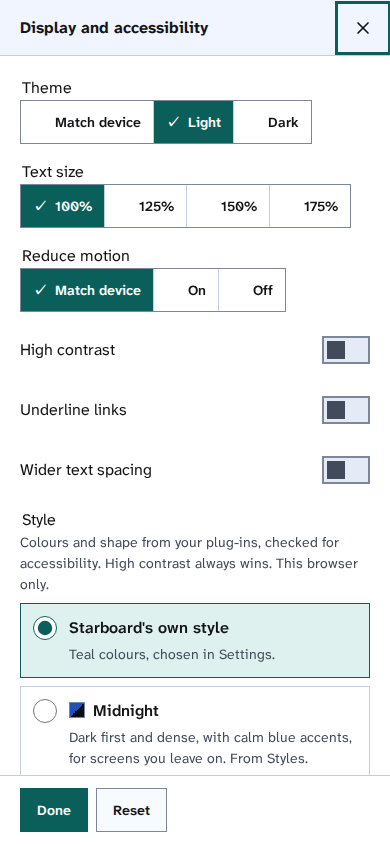 Display and accessibility
Theme
Match device
✓ Light
Dark
Text size
✓ 100%
125%
150%
175%
Reduce motion
✓ Match device
On
Off
High contrast
Underline links
Wider text spacing
Style
Colours and shape from your plug-ins, checked for
accessibility. High contrast always wins. This browser
only.
Starboard's own style
Teal colours, chosen in Settings.
Midnight
Dark first and dense, with calm blue accents,
for screens you leave on. From Styles.
Done
Reset